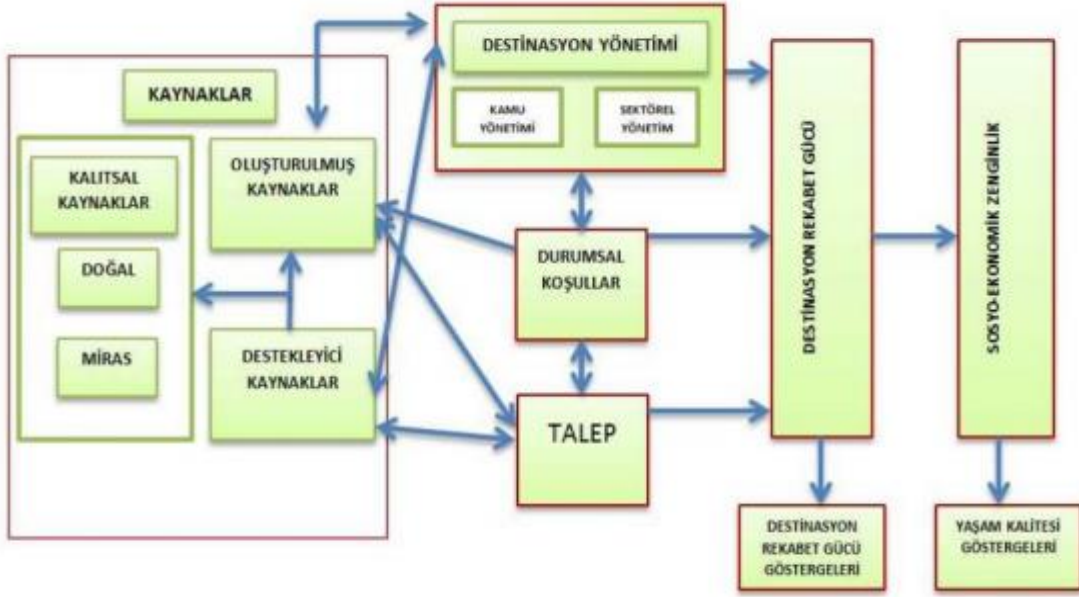 KAYNAKLAR
KALITSAL
KAYNAKLAR
DOĞAL
MİRAS
OLUŞTURULMUŞ
KAYNAKLAR
DESTEKLEYİCİ
KAYNAKLAR
DESTİNASYON YÖNETİMİ
KAMU
YÖNETİMİ
SEKTÖREL
YÖNETİM
DURUMSAL
KOŞULLAR
TALEP
DESTİNASYON REKABET GÜCÜ
SOSYO-EKONOMİK ZENGİNLİK
DESTİNASYON
REKABET GÜCÜ
GÖSTERGELERİ
YAŞAM KALİTESİ
GÖSTERGELERİ